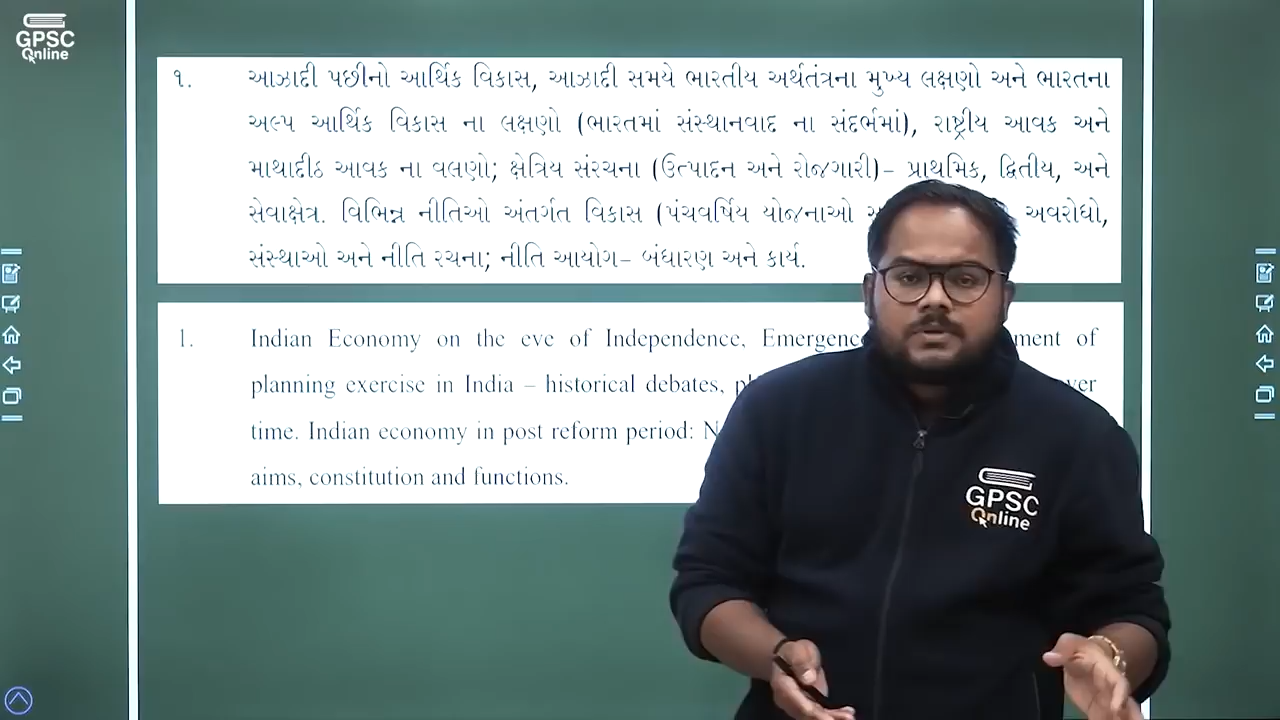 GPSC
Online
૧. આઝાદી પછીનો આર્થિક વિકાસ, આઝાદી સમયે ભારતીય અર્થતંત્રના મુખ્ય લક્ષણો અને ભારતના
અલ્પ આર્થિક વિકાસ ના લક્ષણો (ભારતમાં સંસ્થાનવાદ ના સંદર્ભમાં), રાષ્ટ્રીય આવક અને
માથાદીઠ આવક ના વલણો; ક્ષેત્રિય સંરચના (ઉત્પાદન અને રોજગારી)– પ્રાથમિક, દ્વિતીય, અને
સેવાક્ષેત્ર. વિભિન્ન નીતિઓ અંતર્ગત વિકાસ (પંચવર્ષિય યોજનાઓ અવરોધો,
સંસ્થાઓ અને નીતિ રચના; નીતિ આયોગ– બંધારણ અને કાર્ય.
1. Indian Economy on the eve of Independence, of
planning exercise in India – historical debates,
time. Indian economy in post reform period:
aims, constitution and functions.
GPSC
Online